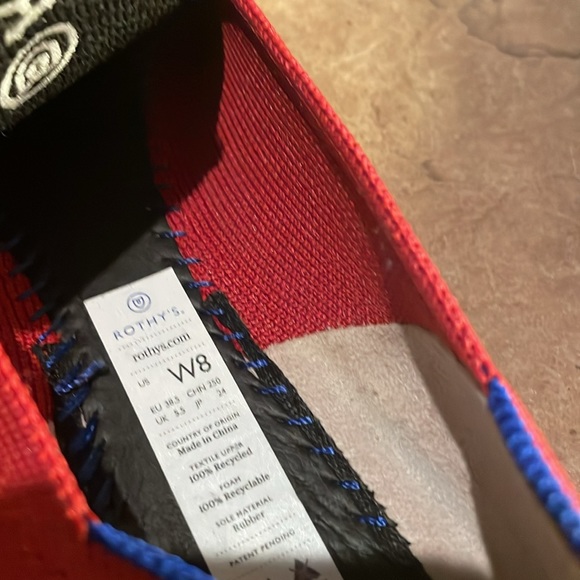 ROTHY'S.
rothys.com
US W8
EU 38.5 CHN 250
UK 5.5 JP 24
COUNTRY OF ORIGIN
Made in China
TEXTILE UPPER
100% Recycled
FOAM
100% Recyclable
SOLE MATERIAL
Rubber
PATENT PENDING